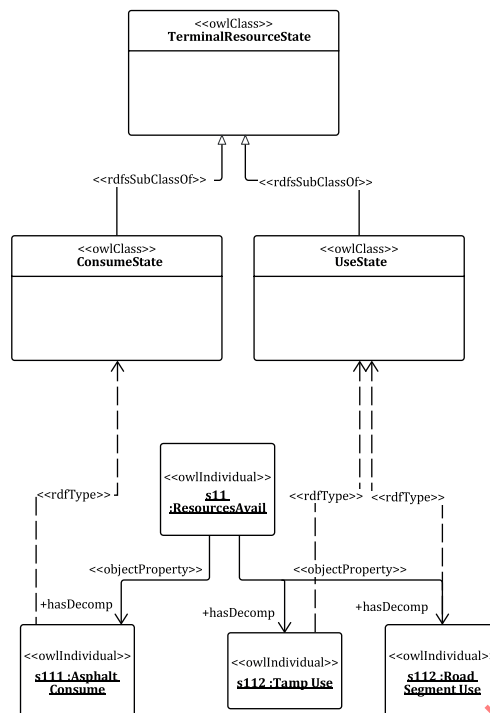 <<owlClass>>
TerminalResourceState
<<rdfsSubClassOf>>
<<rdfsSubClassOf>>
<<owlClass>>
ConsumeState
<<owlClass>>
UseState
<<owlIndividual>>
s11
:ResourcesAvail
<<rdfType>>
<<rdfType>>
<<rdfType>>
<<objectProperty>>
<<objectProperty>>
+hasDecomp
+hasDecomp
+hasDecomp
<<owlIndividual>>
s111 :Asphalt
Consume
<<owlIndividual>>
s112 :Tamp Use
<<owlIndividual>>
s112 :Road
Segment Use